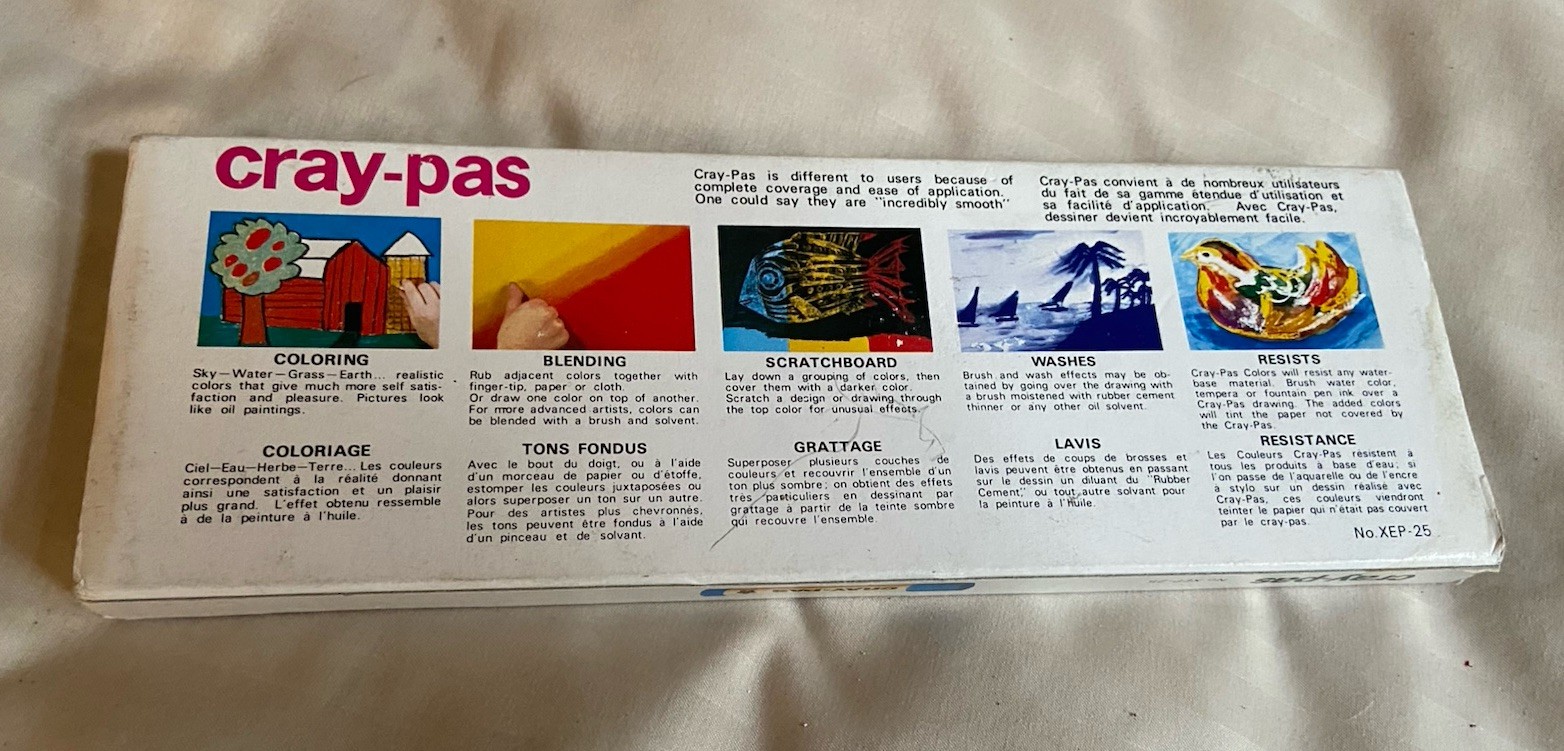 cray-pas
Cray-Pas is different to users because of
complete coverage and ease of application.
One could say they are "incredibly smooth"
Cray-Pas convient à de nombreux utilisateurs
du fait de sa gamme étendue d'utilisation et
sa facilité d'application. Avec Cray-Pas,
dessiner devient incroyablement facile.
COLORING
Sky—Water—Grass—Earth... realistic
colors that give much more self satis-
faction and pleasure. Pictures look
like oil paintings.
BLENDING
Rub adjacent colors together with
finger-tip, paper or cloth.
Or draw one color on top of another.
For more advanced artists, colors can
be blended with a brush and solvent.
SCRATCHBOARD
Lay down a grouping of colors, then
cover them with a darker color.
Scratch a design or drawing through
the top color for unusual effects.
WASHES
Brush and wash effects may be ob-
tained by going over the drawing with
a brush moistened with rubber cement
thinner or any other oil solvent.
RESISTS
Cray-Pas Colors will resist any water-
base material. Brush water color,
tempera or fountain pen ink over a
Cray-Pas drawing. The added colors
will tint the paper not covered by
the Cray-Pas.
COLORIAGE
Ciel—Eau—Herbe—Terre... Les couleurs
correspondent à la réalité donnant
ainsi une satisfaction et un plaisir
plus grand. L'effet obtenu ressemble
à de la peinture à l'huile.
TONS FONDUS
Avec le bout du doigt, ou à l'aide
d'un morceau de papier ou d'étoffe,
estomper les couleurs juxtaposées ou
alors superposer un ton sur un autre.
Pour des artistes plus chevronnés,
les tons peuvent être fondus à l'aide
d'un pinceau et de solvant.
GRATTAGE
Superposer plusieurs couches de
couleurs et recouvrir l'ensemble d'un
ton plus sombre; on obtient des effets
très particuliers en dessinant par
grattage à partir de la teinte sombre
qui recouvre l'ensemble.
LAVIS
Des effets de coups de brosses et
lavis peuvent être obtenus en passant
sur le dessin un diluant du "Rubber
Cement," ou tout autre solvant pour
la peinture à l'huile.
RESISTANCE
Les Couleurs Cray-Pas résistent à
tous les produits à base d'eau; si
l'on passe de l'aquarelle ou de l'encre
à stylo sur un dessin réalisé avec
Cray-Pas, ces couleurs viendront
teinter le papier qui n'était pas couvert
par le cray-pas.
No.XEP-25
cray-pas